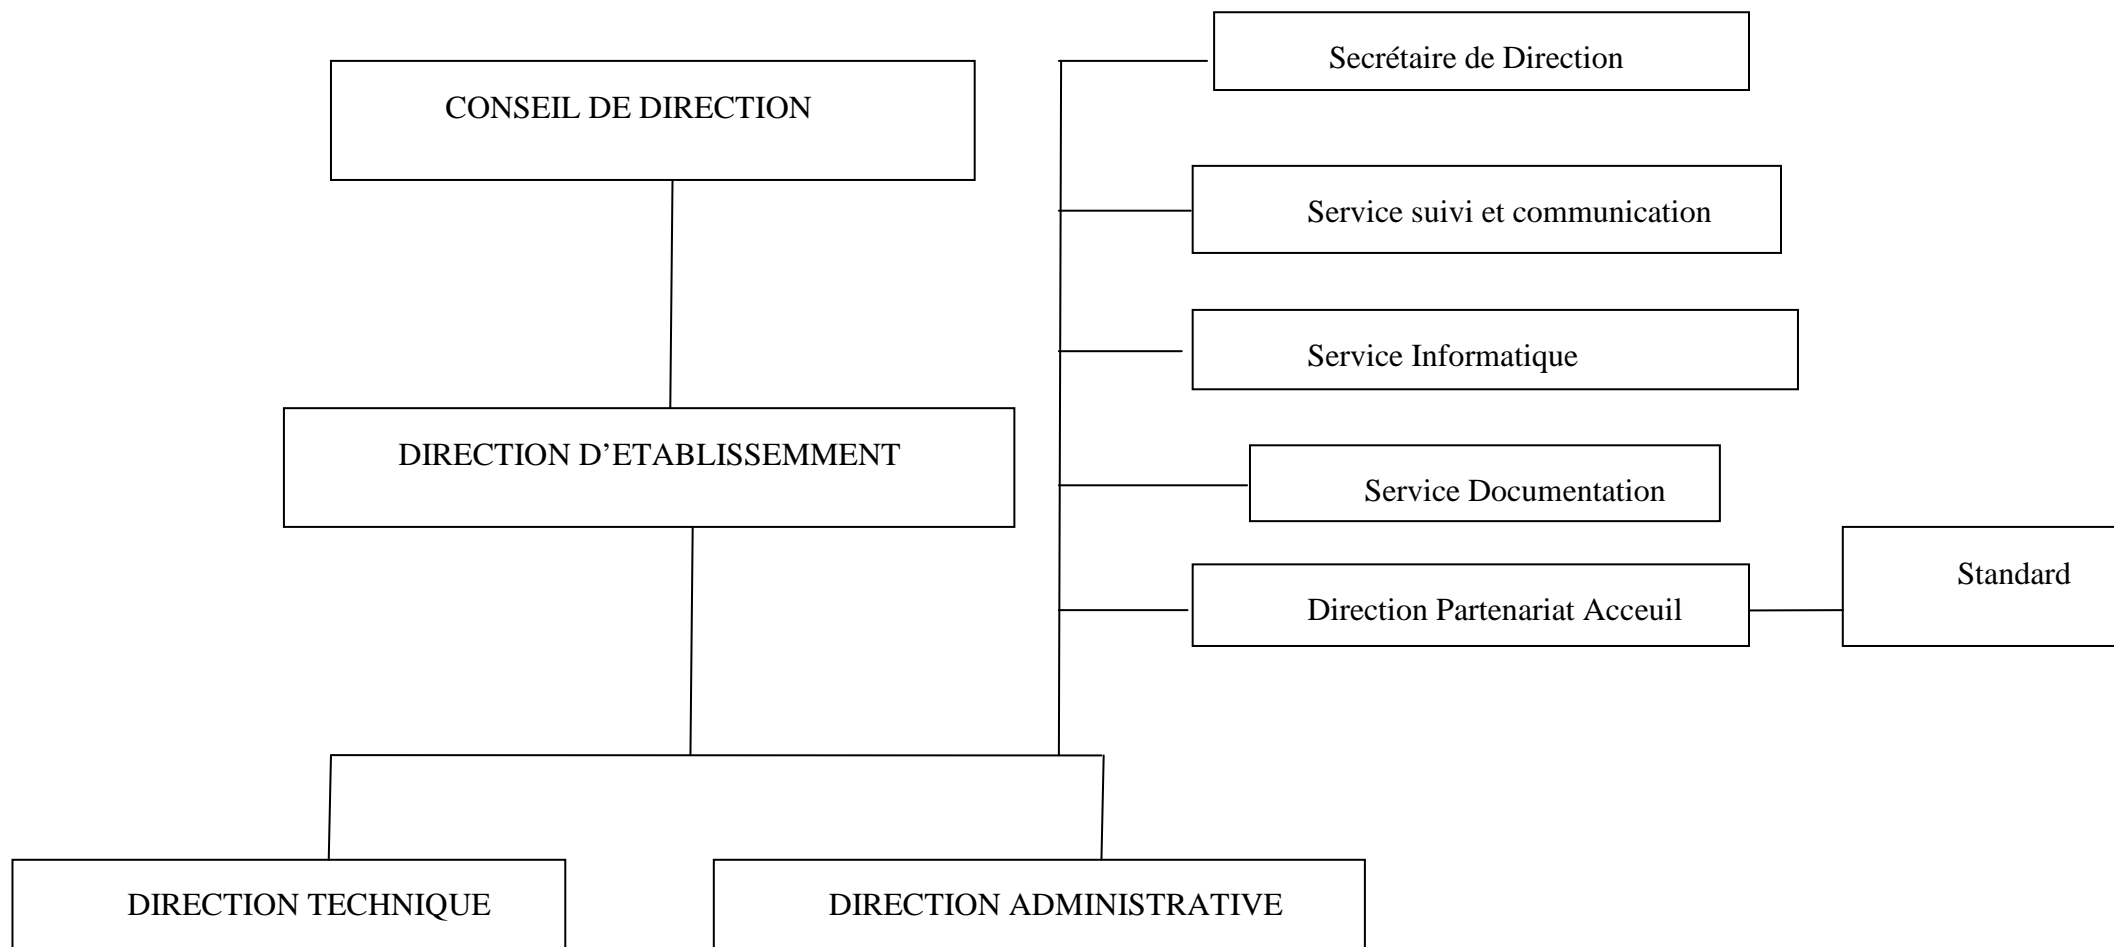 Secrétaire de Direction
CONSEIL DE DIRECTION
Service suivi et communication
Service Informatique
DIRECTION D’ETABLISSEMMENT
Service Documentation
Standard
Direction Partenariat Acceuil
DIRECTION TECHNIQUE
DIRECTION ADMINISTRATIVE